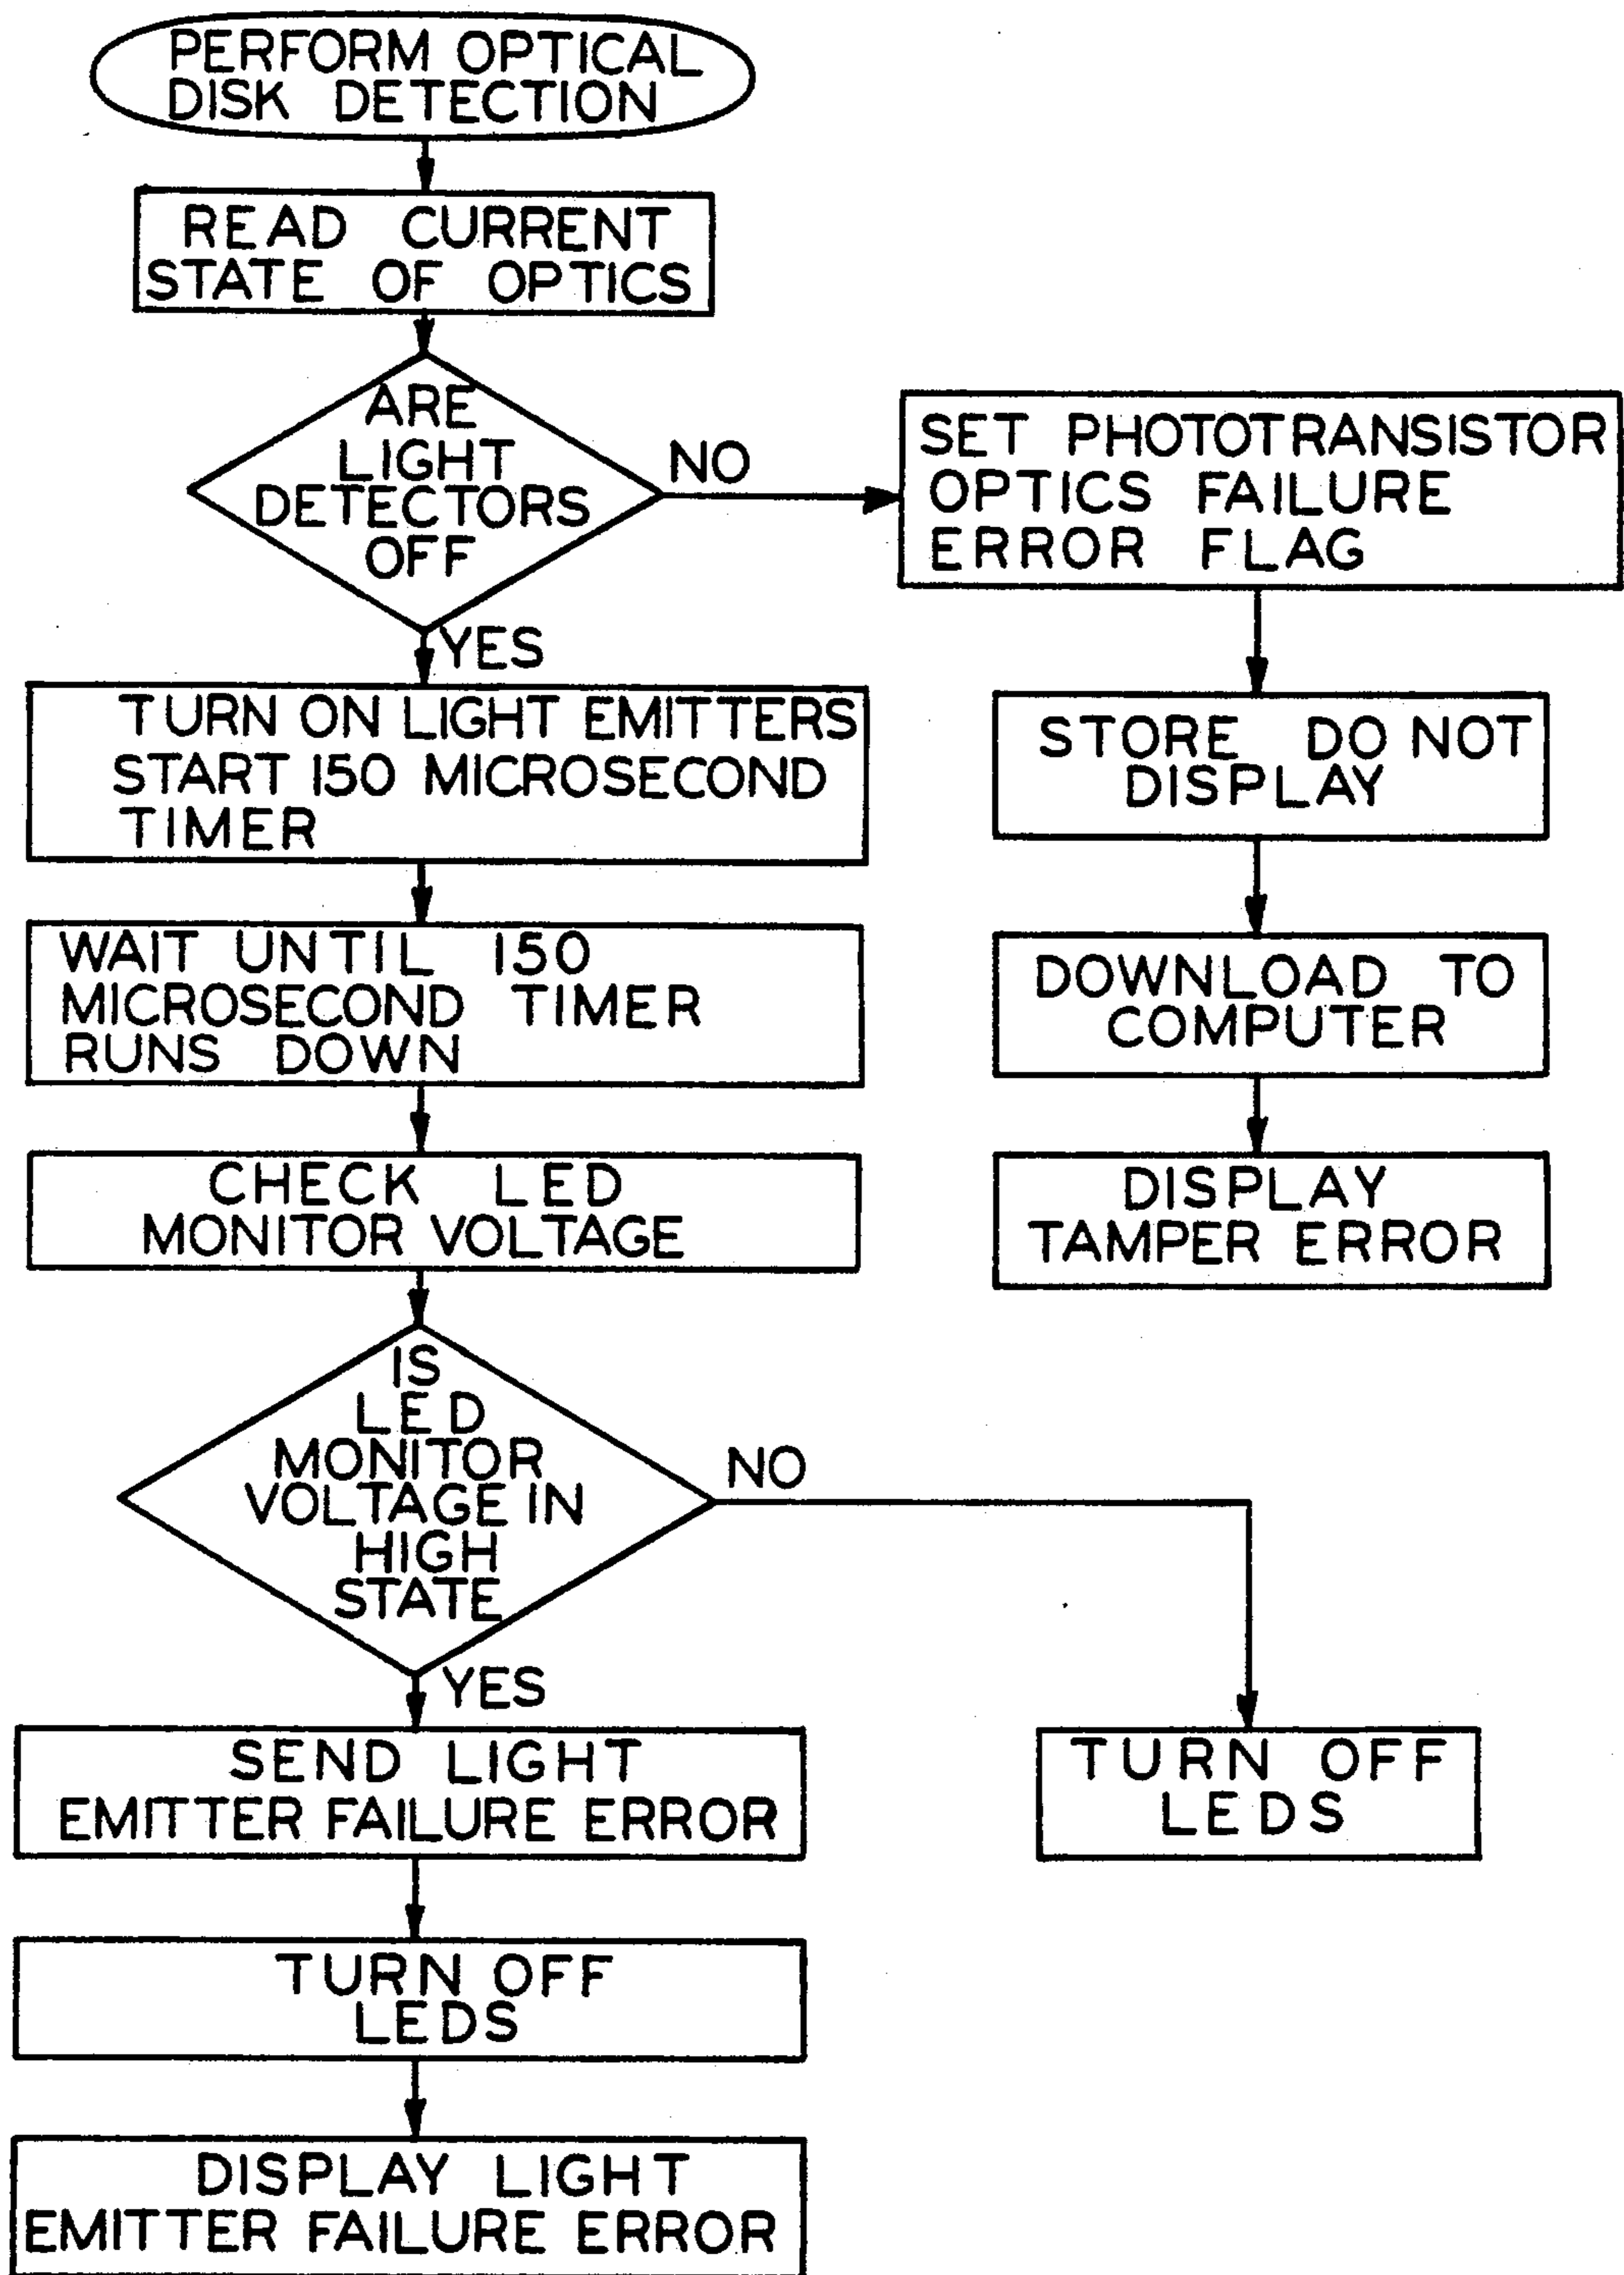 PERFORM OPTICAL
DISK DETECTION
READ CURRENT
STATE OF OPTICS
ARE
LIGHT
DETECTORS
OFF
NO
SET PHOTOTRANSISTOR
OPTICS FAILURE
ERROR FLAG
YES
TURN ON LIGHT EMITTERS
START 150 MICROSECOND
TIMER
STORE DO NOT
DISPLAY
WAIT UNTIL 150
MICROSECOND TIMER
RUNS DOWN
DOWNLOAD TO
COMPUTER
CHECK LED
MONITOR VOLTAGE
DISPLAY
TAMPER ERROR
IS
LED
MONITOR
VOLTAGE IN
HIGH
STATE
NO
YES
SEND LIGHT
EMITTER FAILURE ERROR
TURN OFF
LEDS
TURN OFF
LEDS
DISPLAY LIGHT
EMITTER FAILURE ERROR